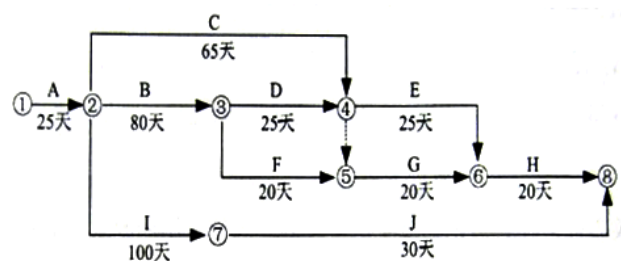 C
65天
① A ② B ③ D ④ E
25天 80天 25天 25天
F ⑤ G ⑥ H ⑧
20天 20天 20天
I ⑦ J
100天 30天